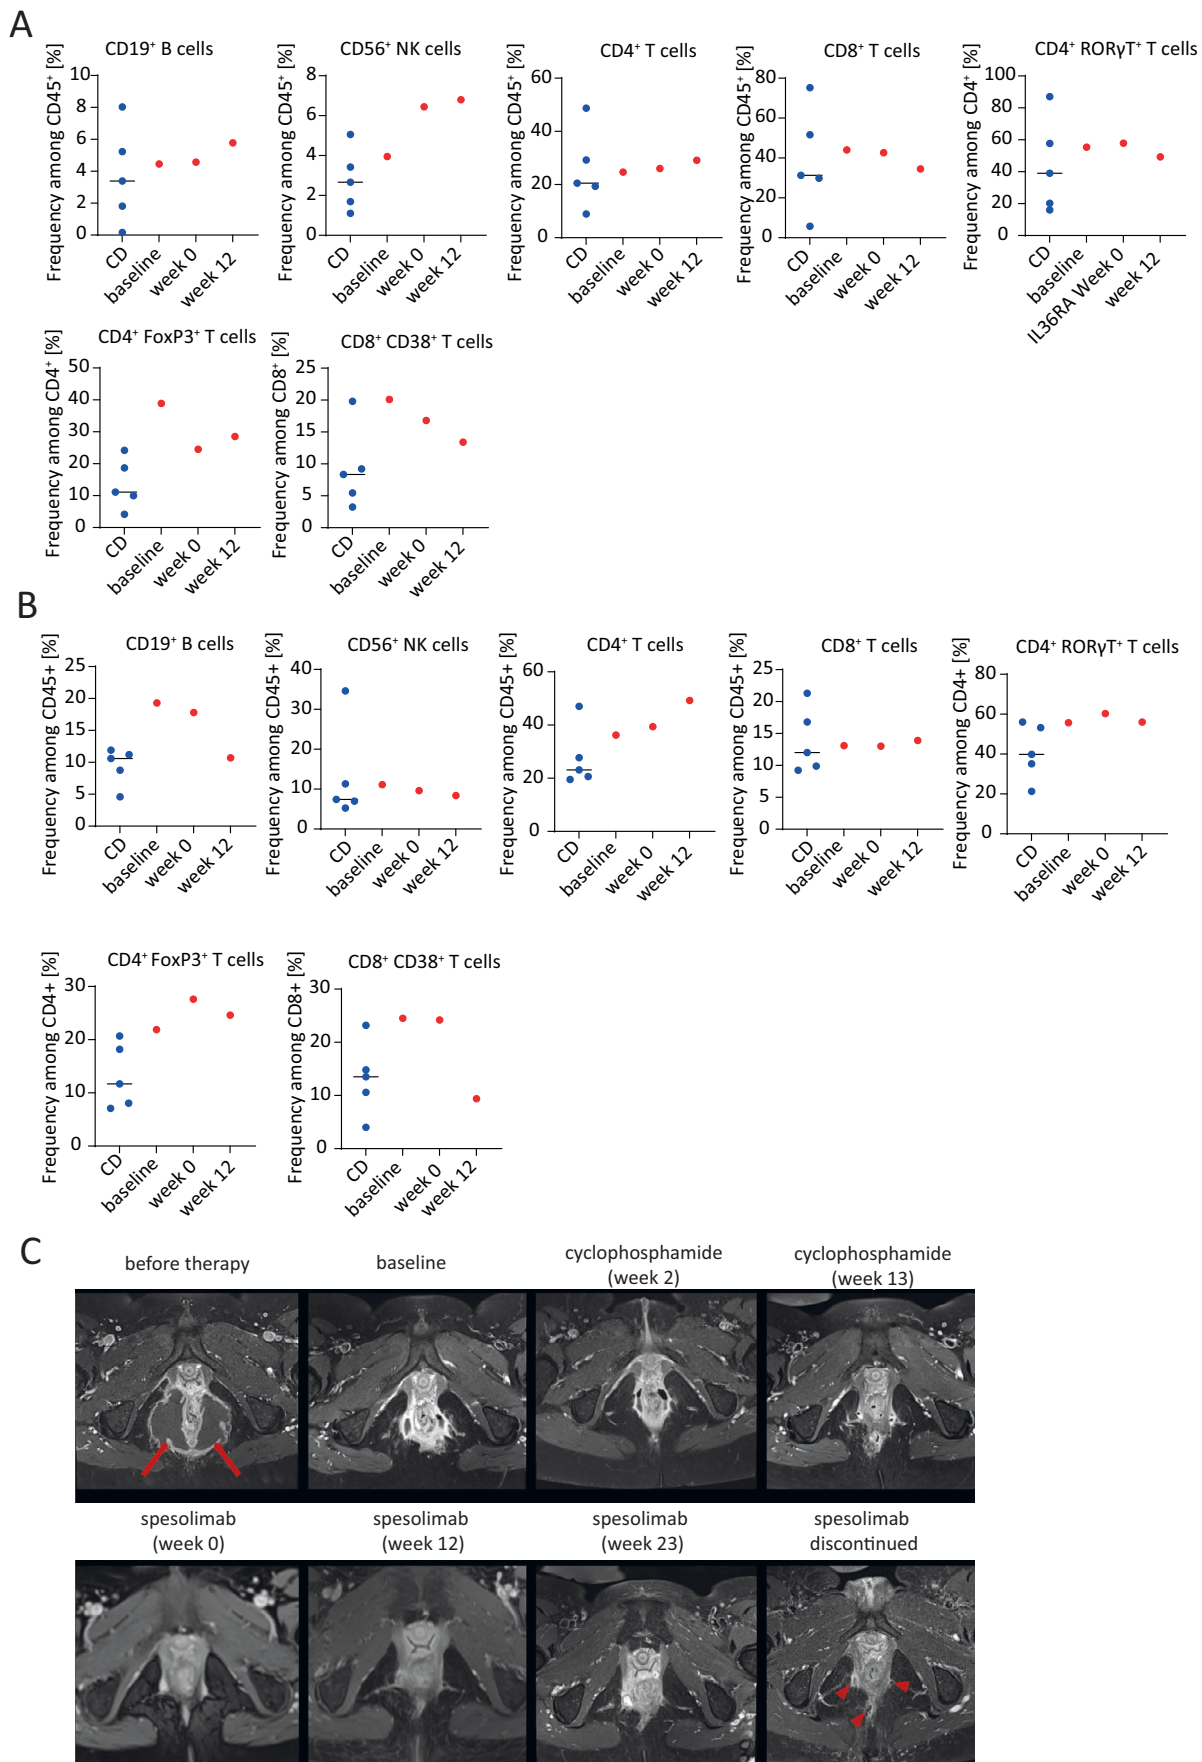 A
CD19⁺ B cells
Frequency among CD45⁺ [%]
10
8
6
4
2
0
CD
baseline
week 0
week 12
CD56⁺ NK cells
Frequency among CD45⁺ [%]
8
6
4
2
0
CD
baseline
week 0
week 12
CD4⁺ T cells
Frequency among CD45⁺ [%]
60
40
20
0
CD
baseline
week 0
week 12
CD8⁺ T cells
Frequency among CD45⁺ [%]
80
60
40
20
0
CD
baseline
week 0
week 12
CD4⁺ RORγT⁺ T cells
Frequency among CD4⁺ [%]
100
80
60
40
20
0
CD
baseline
IL36RA Week 0
week 12
CD4⁺ FoxP3⁺ T cells
Frequency among CD4⁺ [%]
50
40
30
20
10
0
CD
baseline
week 0
week 12
CD8⁺ CD38⁺ T cells
Frequency among CD8⁺ [%]
25
20
15
10
5
0
CD
baseline
week 0
week 12
B
CD19⁺ B cells
Frequency among CD45+ [%]
25
20
15
10
5
0
CD
baseline
week 0
week 12
CD56⁺ NK cells
Frequency among CD45+ [%]
40
30
20
10
0
CD
baseline
week 0
week 12
CD4⁺ T cells
Frequency among CD45+ [%]
60
40
20
0
CD
baseline
week 0
week 12
CD8⁺ T cells
Frequency among CD45+ [%]
25
20
15
10
5
0
CD
baseline
week 0
week 12
CD4⁺ RORγT⁺ T cells
Frequency among CD4+ [%]
80
60
40
20
0
CD
baseline
week 0
week 12
CD4⁺ FoxP3⁺ T cells
Frequency among CD4+ [%]
30
20
10
0
CD
baseline
week 0
week 12
CD8⁺ CD38⁺ T cells
Frequency among CD8+ [%]
30
20
10
0
CD
baseline
week 0
week 12
C
before therapy
baseline
cyclophosphamide
(week 2)
cyclophosphamide
(week 13)
spesolimab
(week 0)
spesolimab
(week 12)
spesolimab
(week 23)
spesolimab
discontinued